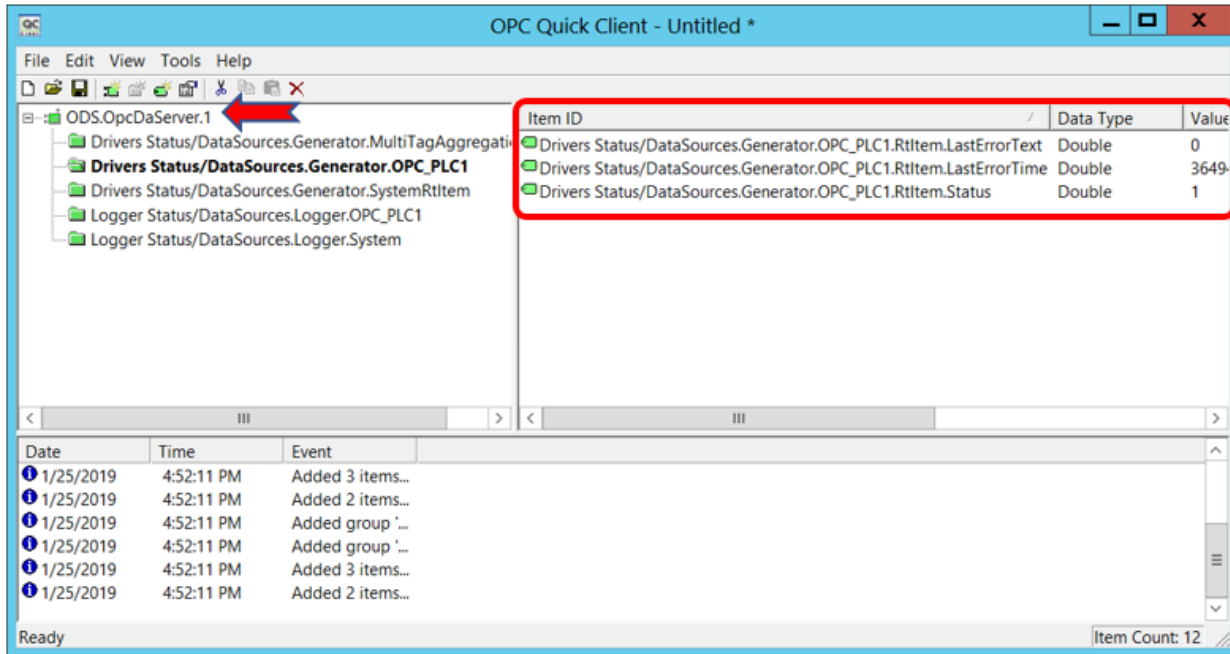 OPC Quick Client - Untitled *
File Edit View Tools Help
ODS.OpcDaServer.1
Drivers Status/DataSources.Generator.MultiTagAggregati
Drivers Status/DataSources.Generator.OPC_PLC1
Drivers Status/DataSources.Generator.SystemRtItem
Logger Status/DataSources.Logger.OPC_PLC1
Logger Status/DataSources.Logger.System
Item ID Data Type Value
Drivers Status/DataSources.Generator.OPC_PLC1.RtItem.LastErrorText Double 0
Drivers Status/DataSources.Generator.OPC_PLC1.RtItem.LastErrorTime Double 3649
Drivers Status/DataSources.Generator.OPC_PLC1.RtItem.Status Double 1
Date Time Event
1/25/2019 4:52:11 PM Added 3 items...
1/25/2019 4:52:11 PM Added 2 items...
1/25/2019 4:52:11 PM Added group '...
1/25/2019 4:52:11 PM Added group '...
1/25/2019 4:52:11 PM Added 3 items...
1/25/2019 4:52:11 PM Added 2 items...
Ready Item Count: 12